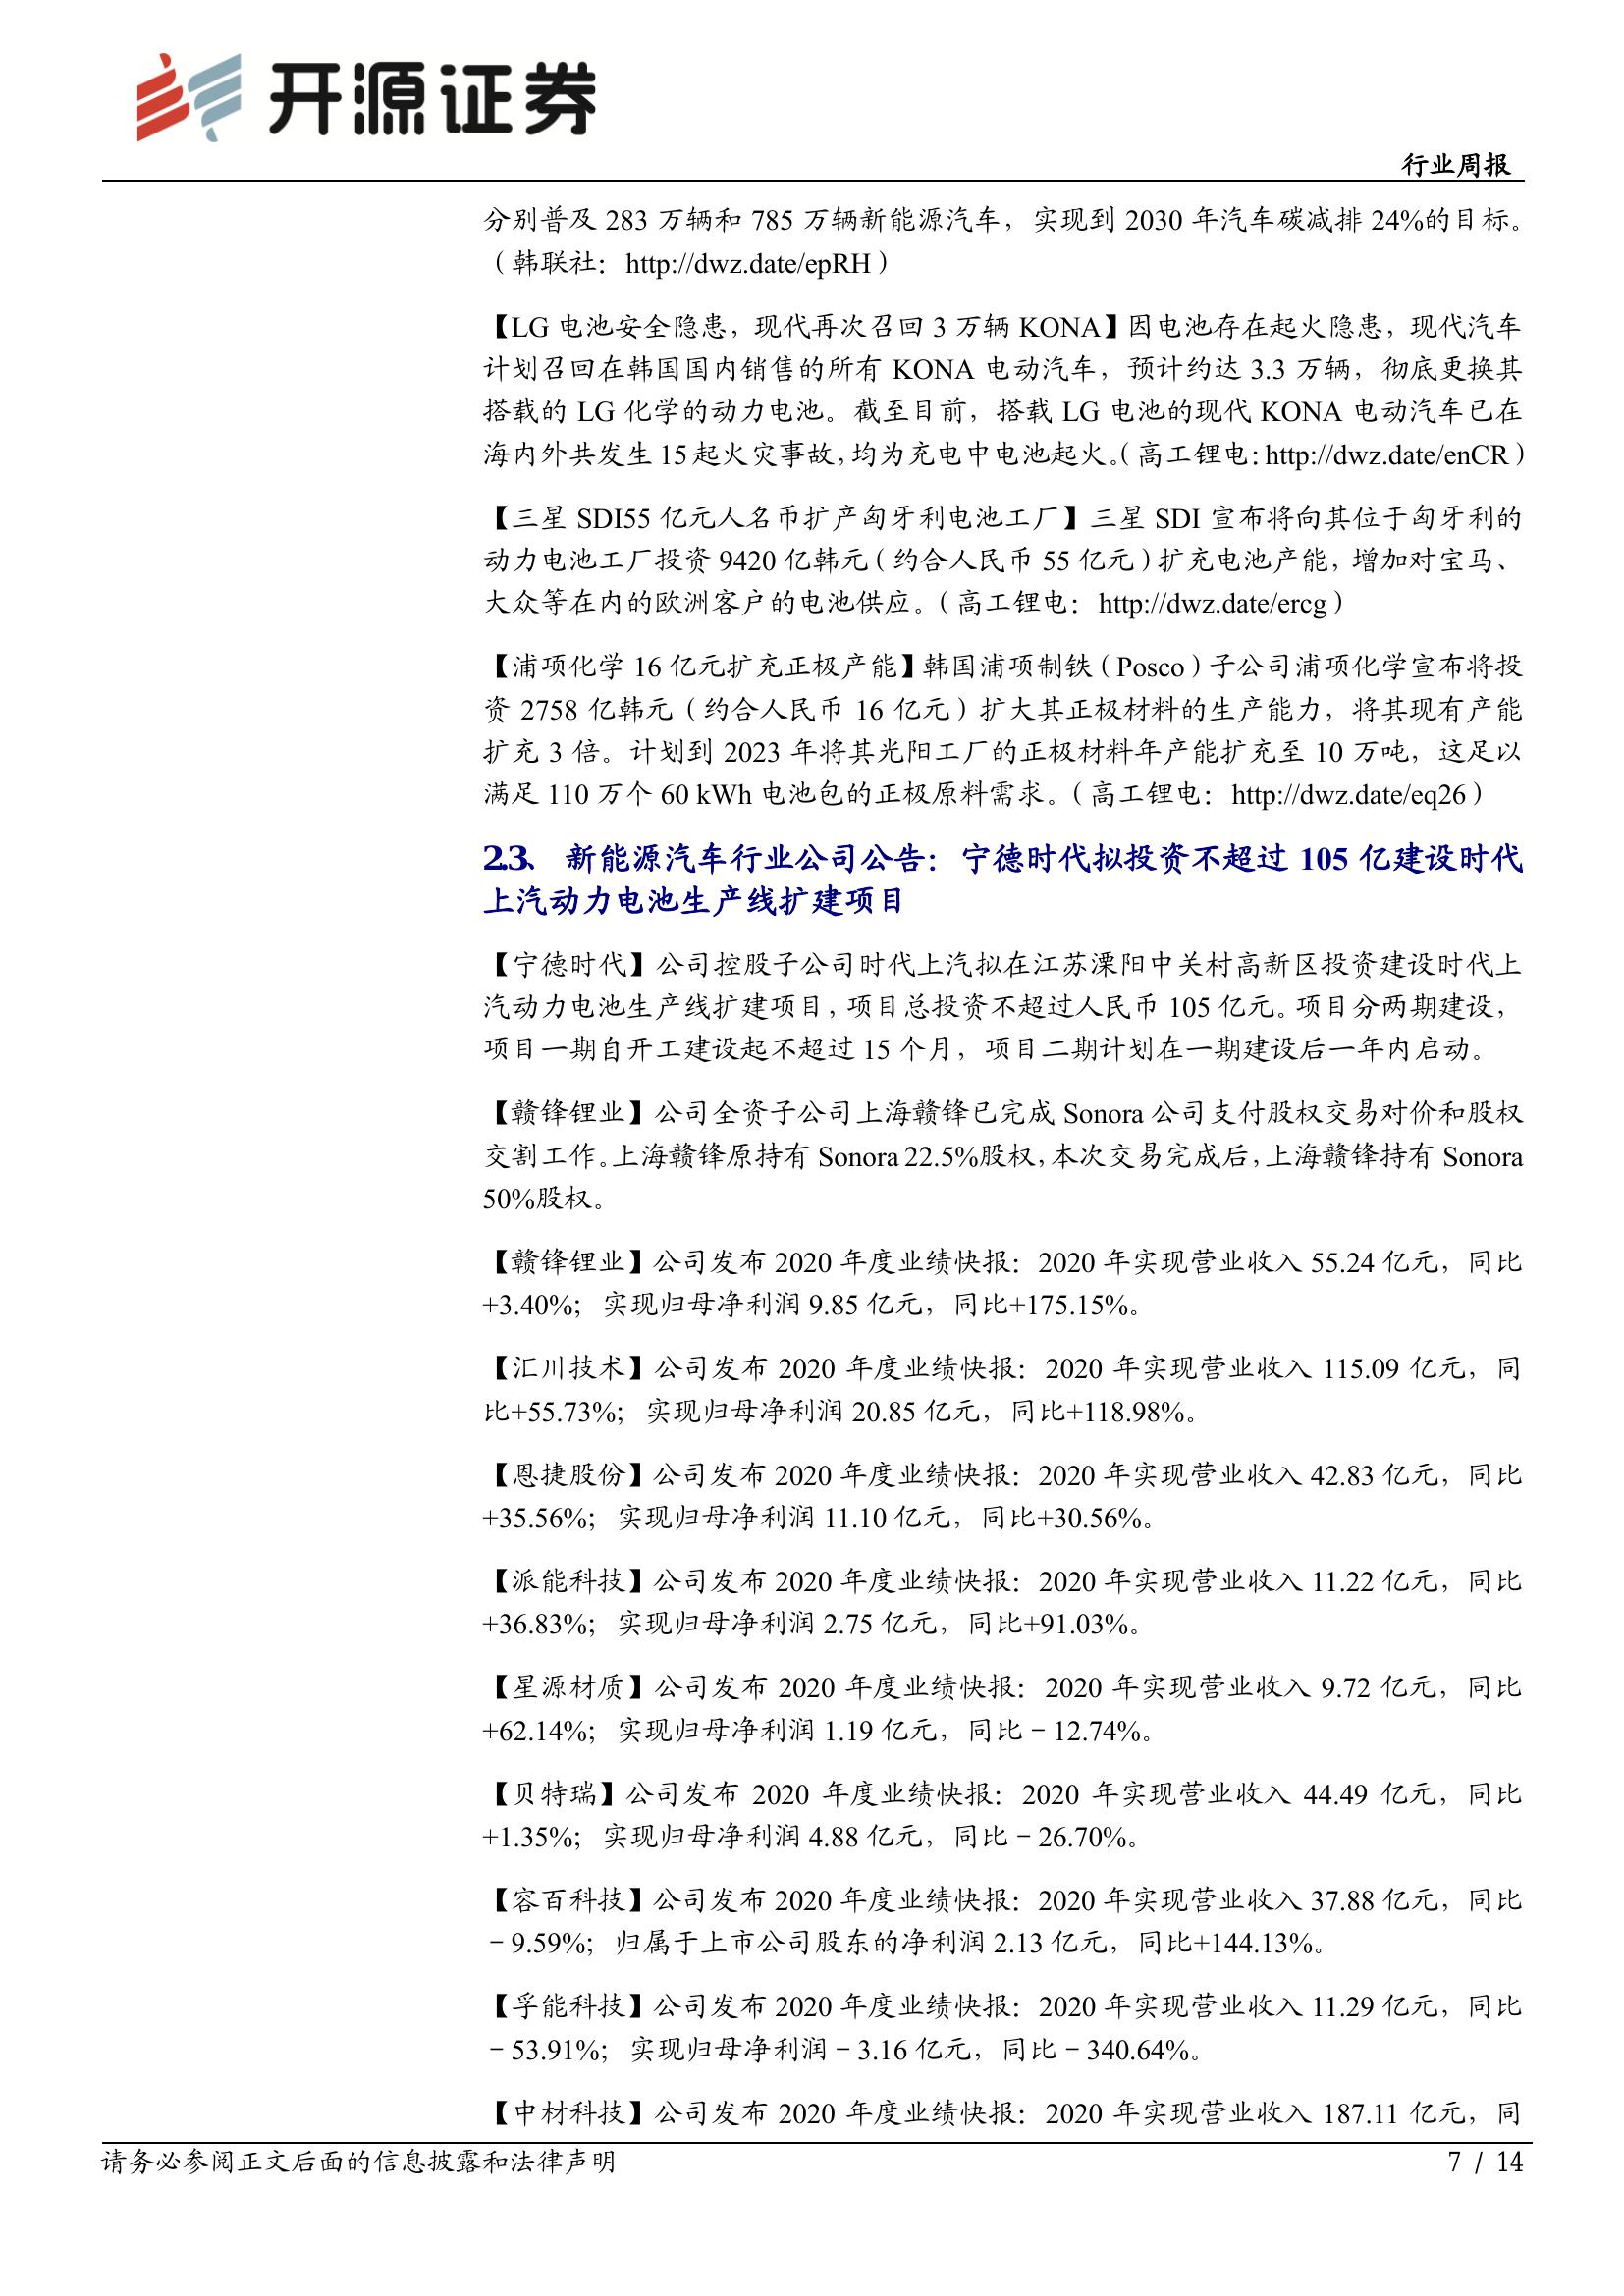 开源证券
行业周报
分别普及 283 万辆和 785 万辆新能源汽车，实现到 2030 年汽车碳减排 24%的目标。
（韩联社：http://dwz.date/epRH）
【LG 电池安全隐患，现代再次召回 3 万辆 KONA】因电池存在起火隐患，现代汽车
计划召回在韩国国内销售的所有 KONA 电动汽车，预计约达 3.3 万辆，彻底更换其
搭载的 LG 化学的动力电池。截至目前，搭载 LG 电池的现代 KONA 电动汽车已在
海内外共发生 15 起火灾事故，均为充电中电池起火。（高工锂电：http://dwz.date/enCR）
【三星 SDI55 亿元人名币扩产匈牙利电池工厂】三星 SDI 宣布将向其位于匈牙利的
动力电池工厂投资 9420 亿韩元（约合人民币 55 亿元）扩充电池产能，增加对宝马、
大众等在内的欧洲客户的电池供应。（高工锂电：http://dwz.date/ercg）
【浦项化学 16 亿元扩充正极产能】韩国浦项制铁（Posco）子公司浦项化学宣布将投
资 2758 亿韩元（约合人民币 16 亿元）扩大其正极材料的生产能力，将其现有产能
扩充 3 倍。计划到 2023 年将其光阳工厂的正极材料年产能扩充至 10 万吨，这足以
满足 110 万个 60 kWh 电池包的正极原料需求。（高工锂电：http://dwz.date/eq26）
2.3、 新能源汽车行业公司公告：宁德时代拟投资不超过 105 亿建设时代
上汽动力电池生产线扩建项目
【宁德时代】公司控股子公司时代上汽拟在江苏溧阳中关村高新区投资建设时代上
汽动力电池生产线扩建项目，项目总投资不超过人民币 105 亿元。项目分两期建设，
项目一期自开工建设起不超过 15 个月，项目二期计划在一期建设后一年内启动。
【赣锋锂业】公司全资子公司上海赣锋已完成 Sonora 公司支付股权交易对价和股权
交割工作。上海赣锋原持有 Sonora 22.5%股权，本次交易完成后，上海赣锋持有 Sonora
50%股权。
【赣锋锂业】公司发布 2020 年度业绩快报：2020 年实现营业收入 55.24 亿元，同比
+3.40%；实现归母净利润 9.85 亿元，同比+175.15%。
【汇川技术】公司发布 2020 年度业绩快报：2020 年实现营业收入 115.09 亿元，同
比+55.73%；实现归母净利润 20.85 亿元，同比+118.98%。
【恩捷股份】公司发布 2020 年度业绩快报：2020 年实现营业收入 42.83 亿元，同比
+35.56%；实现归母净利润 11.10 亿元，同比+30.56%。
【派能科技】公司发布 2020 年度业绩快报：2020 年实现营业收入 11.22 亿元，同比
+36.83%；实现归母净利润 2.75 亿元，同比+91.03%。
【星源材质】公司发布 2020 年度业绩快报：2020 年实现营业收入 9.72 亿元，同比
+62.14%；实现归母净利润 1.19 亿元，同比－12.74%。
【贝特瑞】公司发布 2020 年度业绩快报：2020 年实现营业收入 44.49 亿元，同比
+1.35%；实现归母净利润 4.88 亿元，同比－26.70%。
【容百科技】公司发布 2020 年度业绩快报：2020 年实现营业收入 37.88 亿元，同比
－9.59%；归属于上市公司股东的净利润 2.13 亿元，同比+144.13%。
【孚能科技】公司发布 2020 年度业绩快报：2020 年实现营业收入 11.29 亿元，同比
－53.91%；实现归母净利润－3.16 亿元，同比－340.64%。
【中材科技】公司发布 2020 年度业绩快报：2020 年实现营业收入 187.11 亿元，同
请务必参阅正文后面的信息披露和法律声明
7 / 14